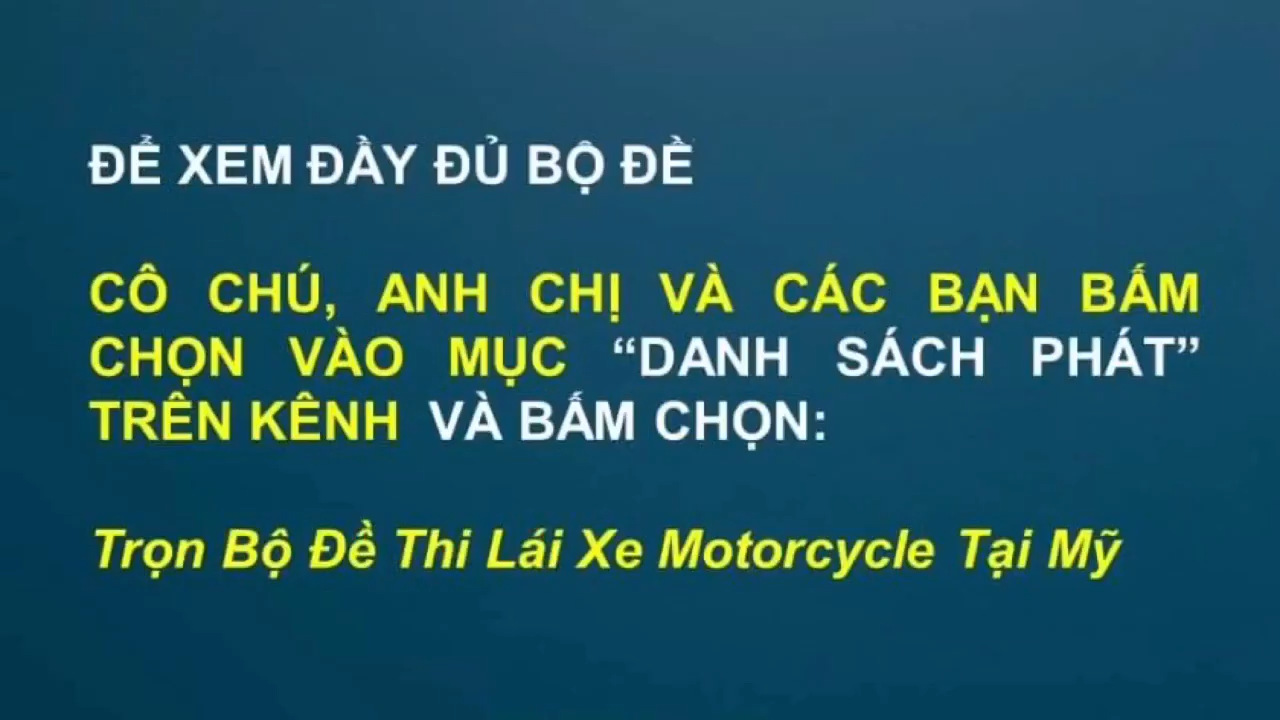 ĐỂ XEM ĐẦY ĐỦ BỘ ĐỀ
CÔ CHÚ, ANH CHỊ VÀ CÁC BẠN BẤM
CHỌN VÀO MỤC “DANH SÁCH PHÁT”
TRÊN KÊNH VÀ BẤM CHỌN:
Trọn Bộ Đề Thi Lái Xe Motorcycle Tại Mỹ